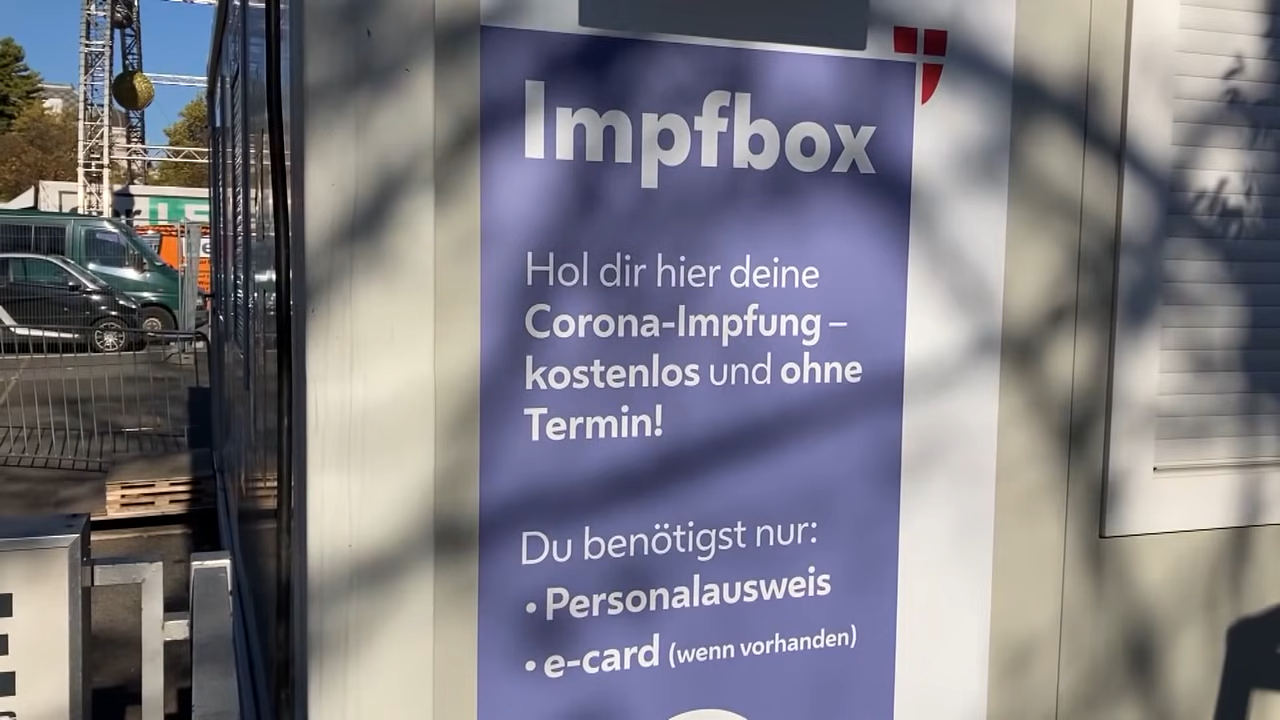 Impfbox
Hol dir hier deine
Corona-Impfung –
kostenlos und ohne
Termin!
Du benötigst nur:
• Personalausweis
• e-card (wenn vorhanden)